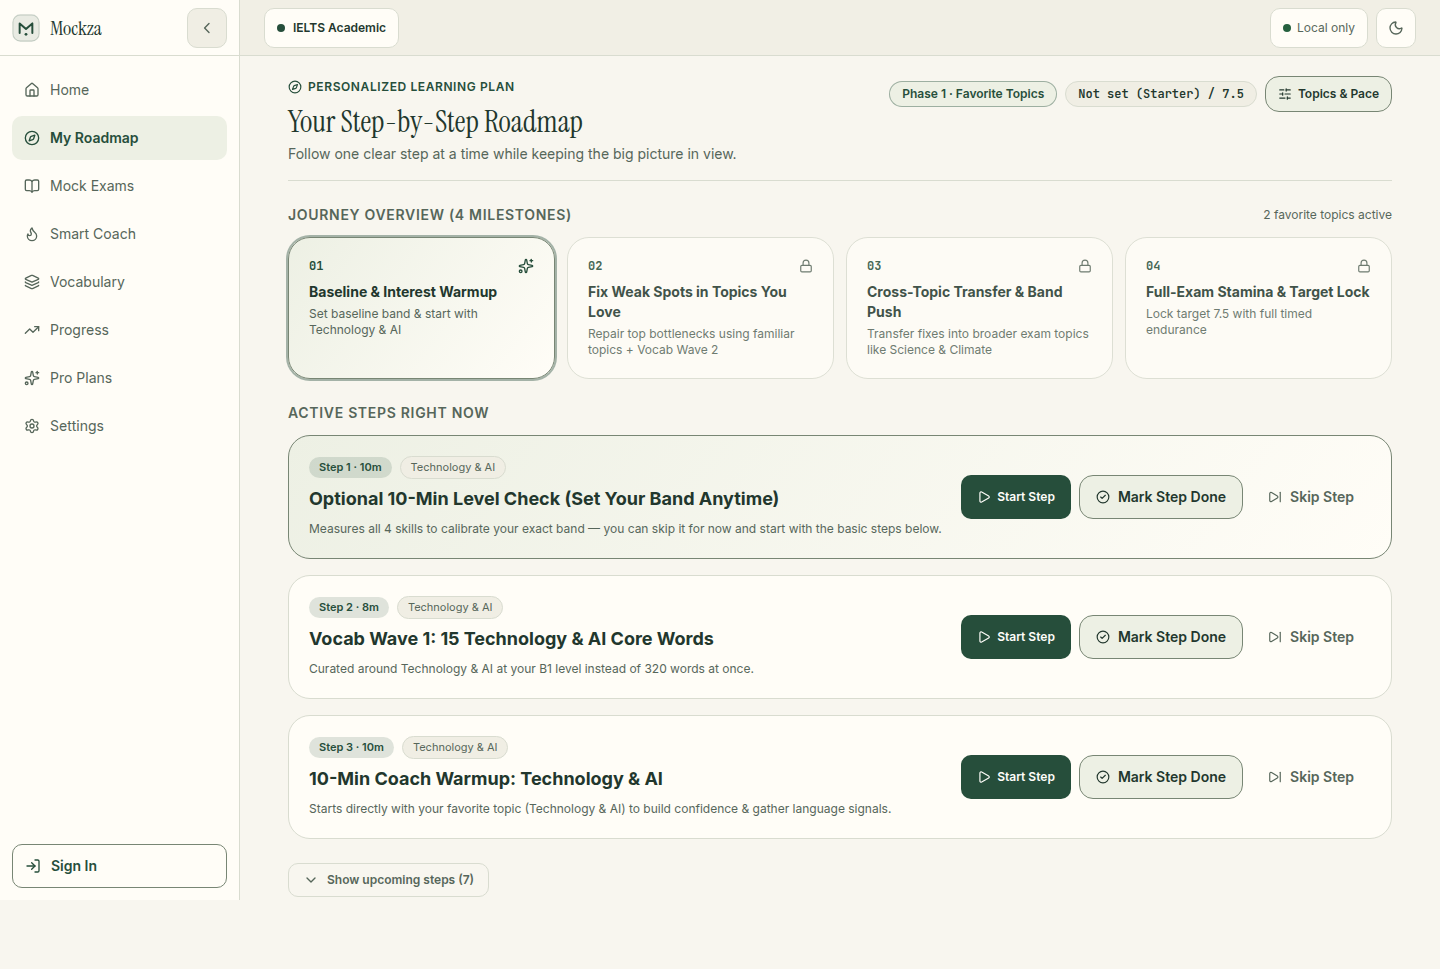 Mockza
IELTS Academic
Local only
Home
My Roadmap
Mock Exams
Smart Coach
Vocabulary
Progress
Pro Plans
Settings
Sign In
PERSONALIZED LEARNING PLAN
Your Step-by-Step Roadmap
Follow one clear step at a time while keeping the big picture in view.
Phase 1 · Favorite Topics
Not set (Starter) / 7.5
Topics & Pace
JOURNEY OVERVIEW (4 MILESTONES)
2 favorite topics active
01
Baseline & Interest Warmup
Set baseline band & start with
Technology & AI
02
Fix Weak Spots in Topics You
Love
Repair top bottlenecks using familiar
topics + Vocab Wave 2
03
Cross-Topic Transfer & Band
Push
Transfer fixes into broader exam topics
like Science & Climate
04
Full-Exam Stamina & Target Lock
Lock target 7.5 with full timed
endurance
ACTIVE STEPS RIGHT NOW
Step 1 · 10m
Technology & AI
Optional 10-Min Level Check (Set Your Band Anytime)
Measures all 4 skills to calibrate your exact band — you can skip it for now and start with the basic steps below.
Start Step
Mark Step Done
Skip Step
Step 2 · 8m
Technology & AI
Vocab Wave 1: 15 Technology & AI Core Words
Curated around Technology & AI at your B1 level instead of 320 words at once.
Start Step
Mark Step Done
Skip Step
Step 3 · 10m
Technology & AI
10-Min Coach Warmup: Technology & AI
Starts directly with your favorite topic (Technology & AI) to build confidence & gather language signals.
Start Step
Mark Step Done
Skip Step
Show upcoming steps (7)